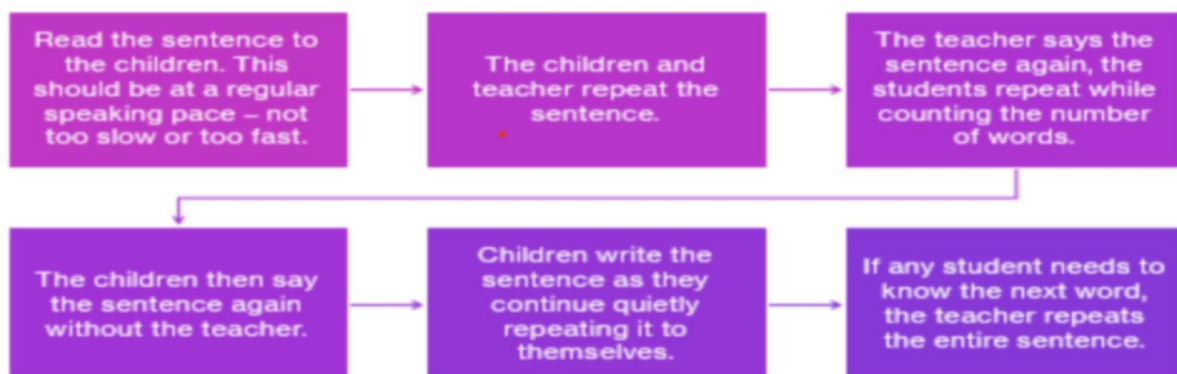 Read the sentence to
the children. This
should be at a regular
speaking pace – not
too slow or too fast.
The children and
teacher repeat the
sentence.
The teacher says the
sentence again, the
students repeat while
counting the number
of words.
The children then say
the sentence again
without the teacher.
Children write the
sentence as they
continue quietly
repeating it to
themselves.
If any student needs to
know the next word,
the teacher repeats
the entire sentence.